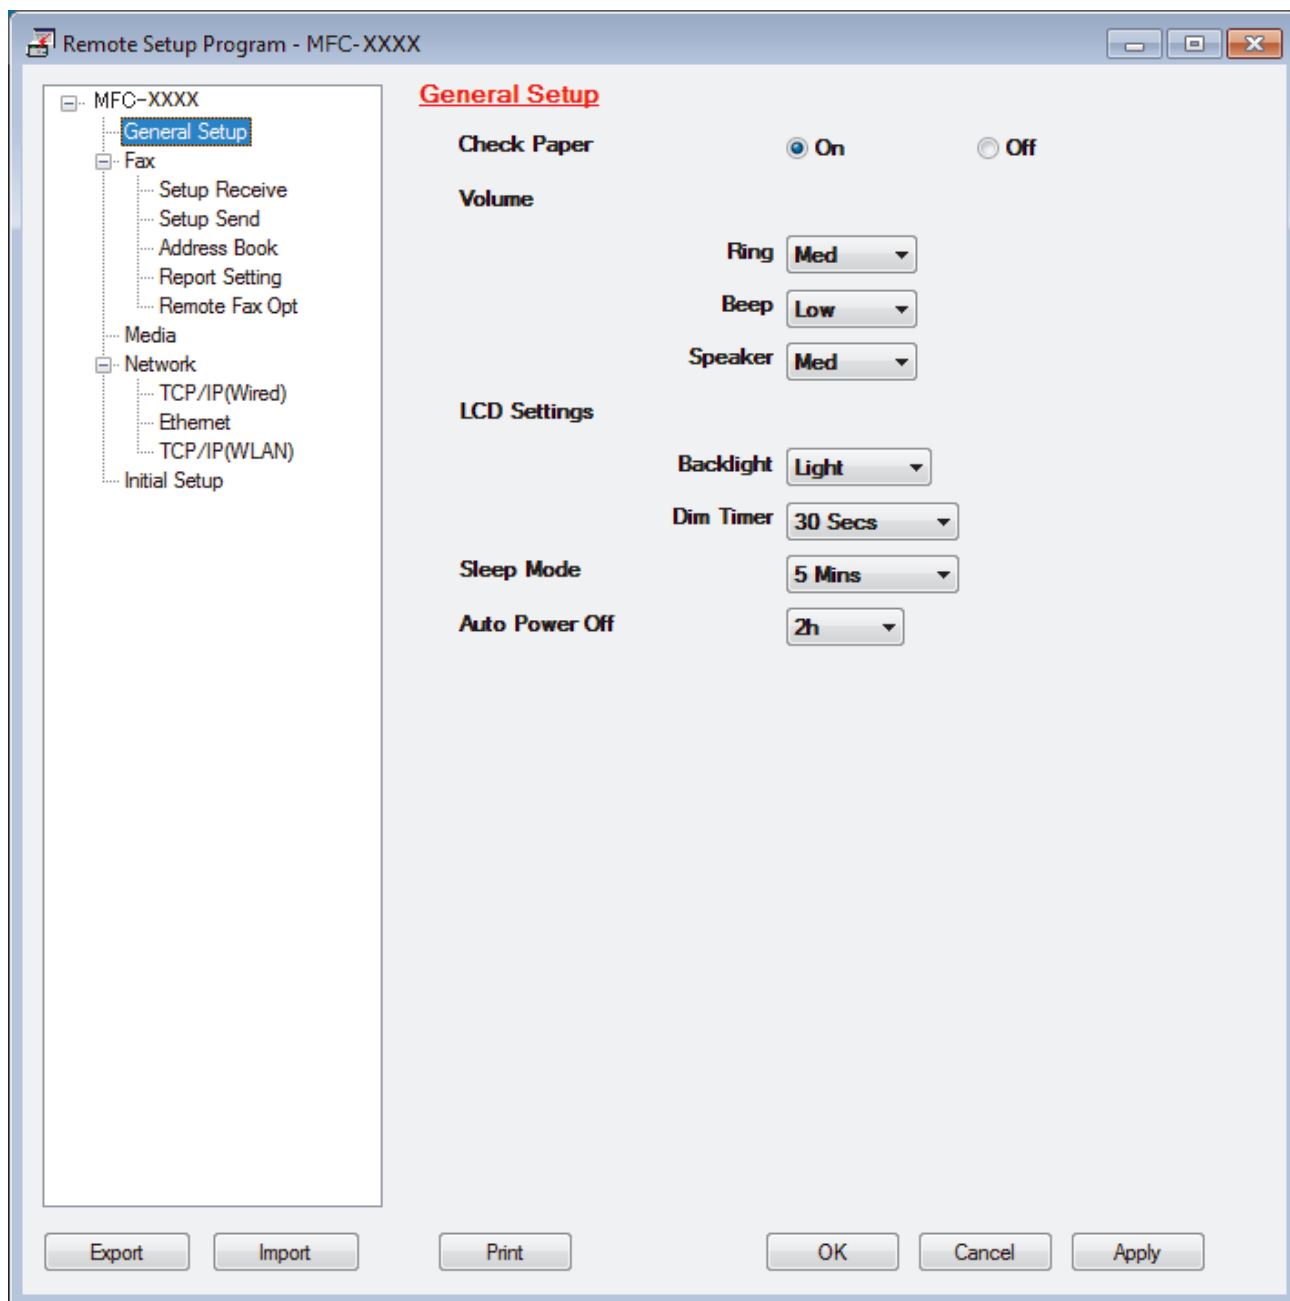 Remote Setup Program - MFC-XXXX
MFC-XXXX
General Setup
Fax
Setup Receive
Setup Send
Address Book
Report Setting
Remote Fax Opt
Media
Network
TCP/IP(Wired)
Ethernet
TCP/IP(WLAN)
Initial Setup
General Setup
Check Paper On Off
Volume
Ring Med
Beep Low
Speaker Med
LCD Settings
Backlight Light
Dim Timer 30 Secs
Sleep Mode 5 Mins
Auto Power Off 2h
Export Import Print OK Cancel Apply